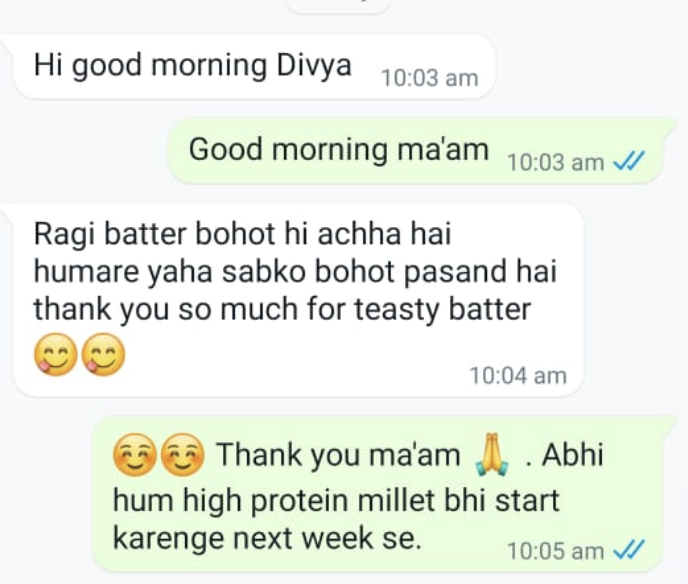 Hi good morning Divya 10:03 am
Good morning ma'am 10:03 am
Ragi batter bohot hi achha hai
humare yaha sabko bohot pasand hai
thank you so much for teasty batter
😋😋
10:04 am
☺️☺️ Thank you ma'am 🙏 . Abhi
hum high protein millet bhi start
karenge next week se. 10:05 am